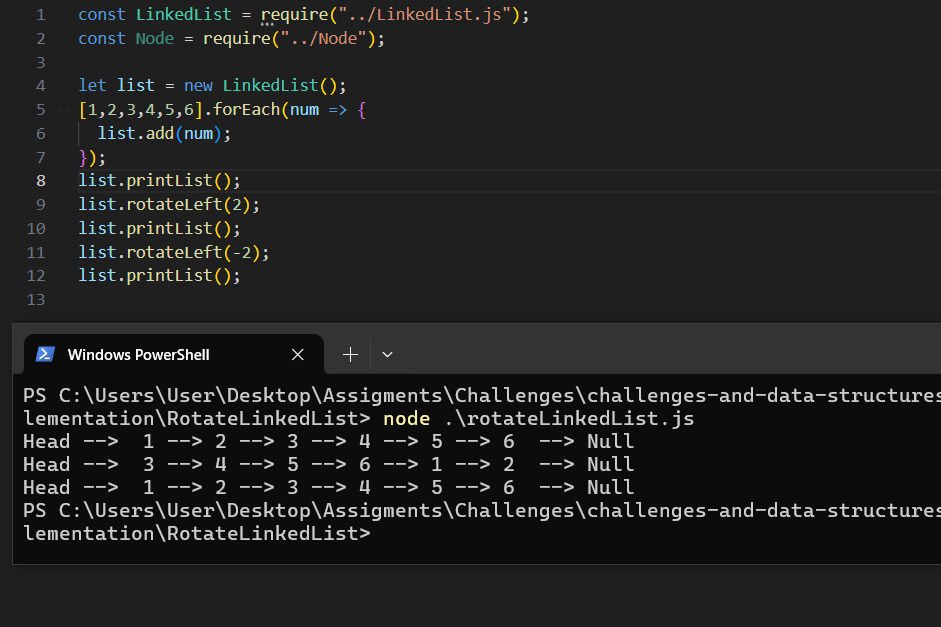 1 const LinkedList = require("../LinkedList.js");
2 const Node = require("../Node");
3
4 let list = new LinkedList();
5 [1,2,3,4,5,6].forEach(num => {
6   list.add(num);
7 });
8 list.printList();
9 list.rotateLeft(2);
10 list.printList();
11 list.rotateLeft(-2);
12 list.printList();
13
Windows PowerShell
PS C:\Users\User\Desktop\Assigments\Challenges\challenges-and-data-structures
lementation\RotateLinkedList> node .\rotateLinkedList.js
Head -->  1 --> 2 --> 3 --> 4 --> 5 --> 6  --> Null
Head -->  3 --> 4 --> 5 --> 6 --> 1 --> 2  --> Null
Head -->  1 --> 2 --> 3 --> 4 --> 5 --> 6  --> Null
PS C:\Users\User\Desktop\Assigments\Challenges\challenges-and-data-structures
lementation\RotateLinkedList>